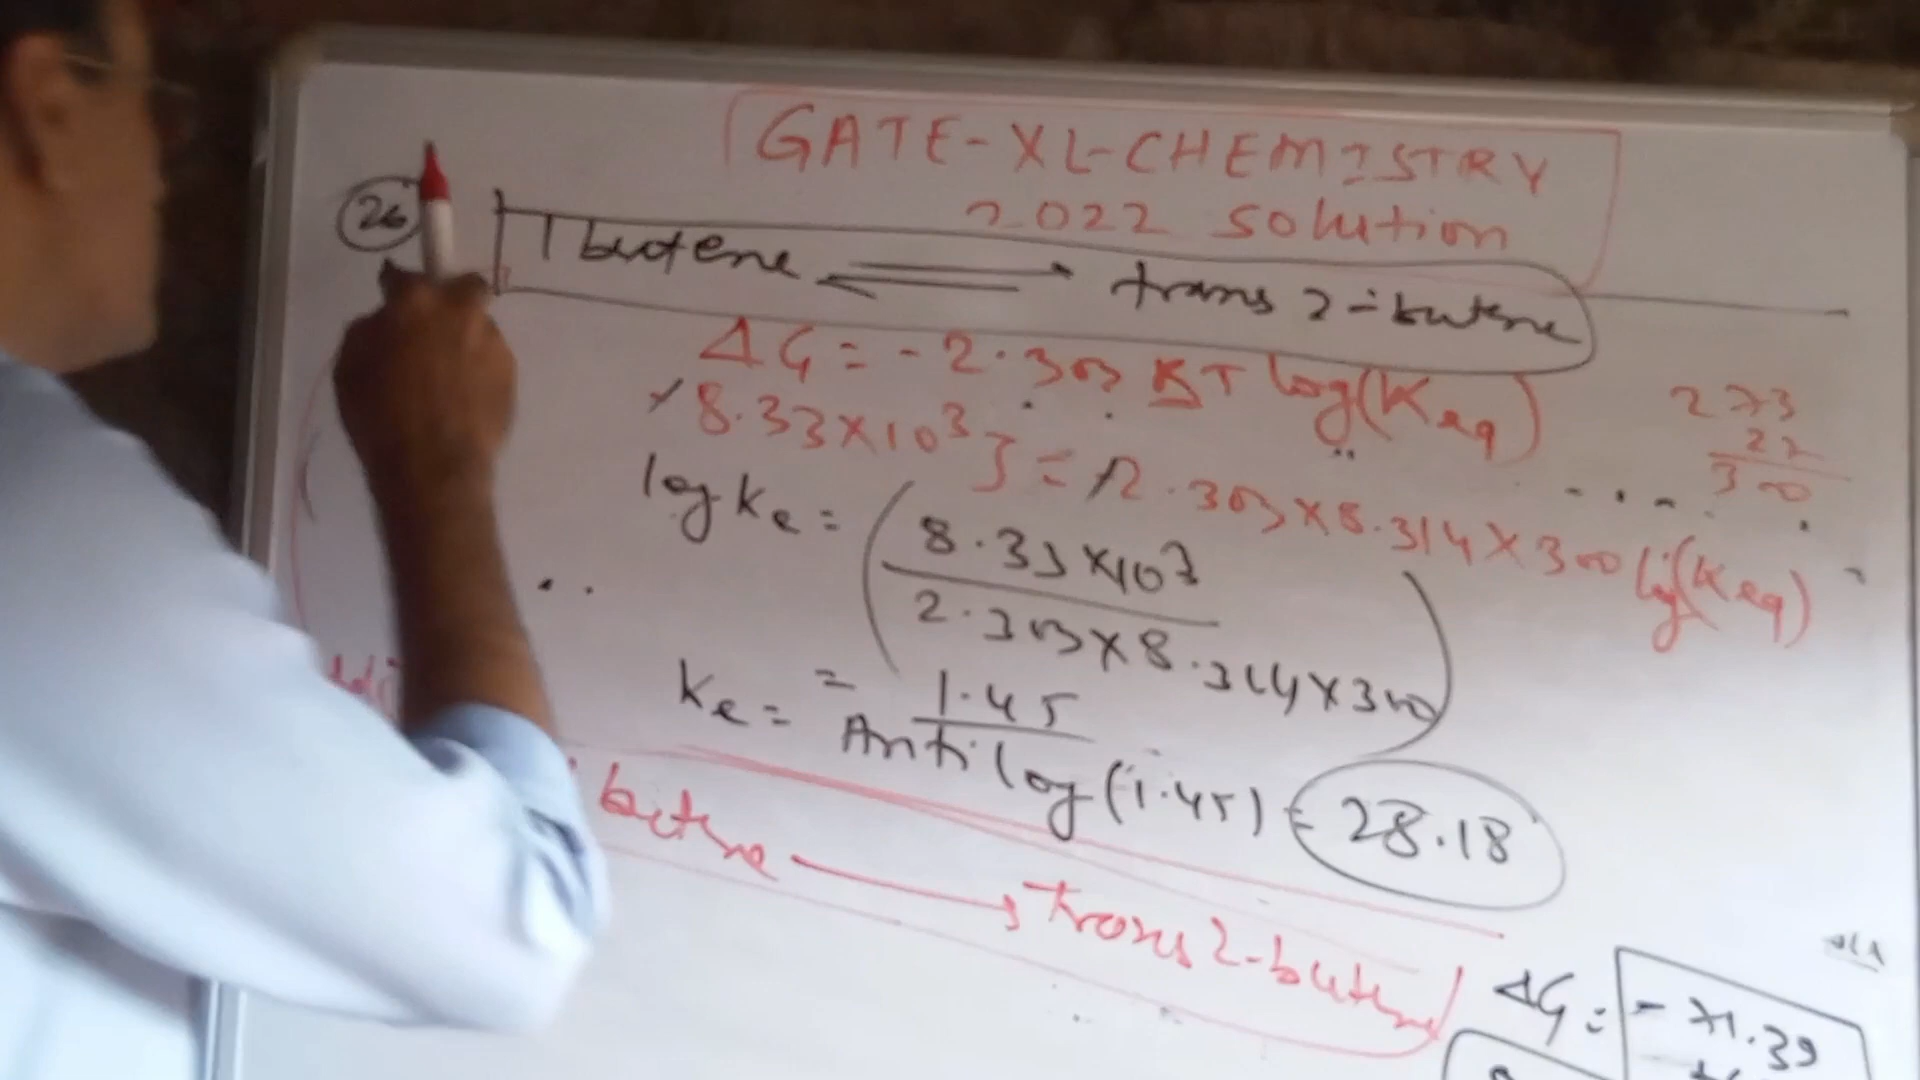 GATE-XL-CHEMISTRY
2022 Solution
26
1 butene ⇌ trans 2-butene
ΔG = -2.303 RT log(Keq)
8.33×10³ J = 2.303×8.314×300 log(Keq)
273
300
log Ke = (8.33×10³ / 2.303×8.314×300)
= 1.45
Ke = Antilog(1.45) = 28.18
butene → trans 2-butene
ΔG = -71.39